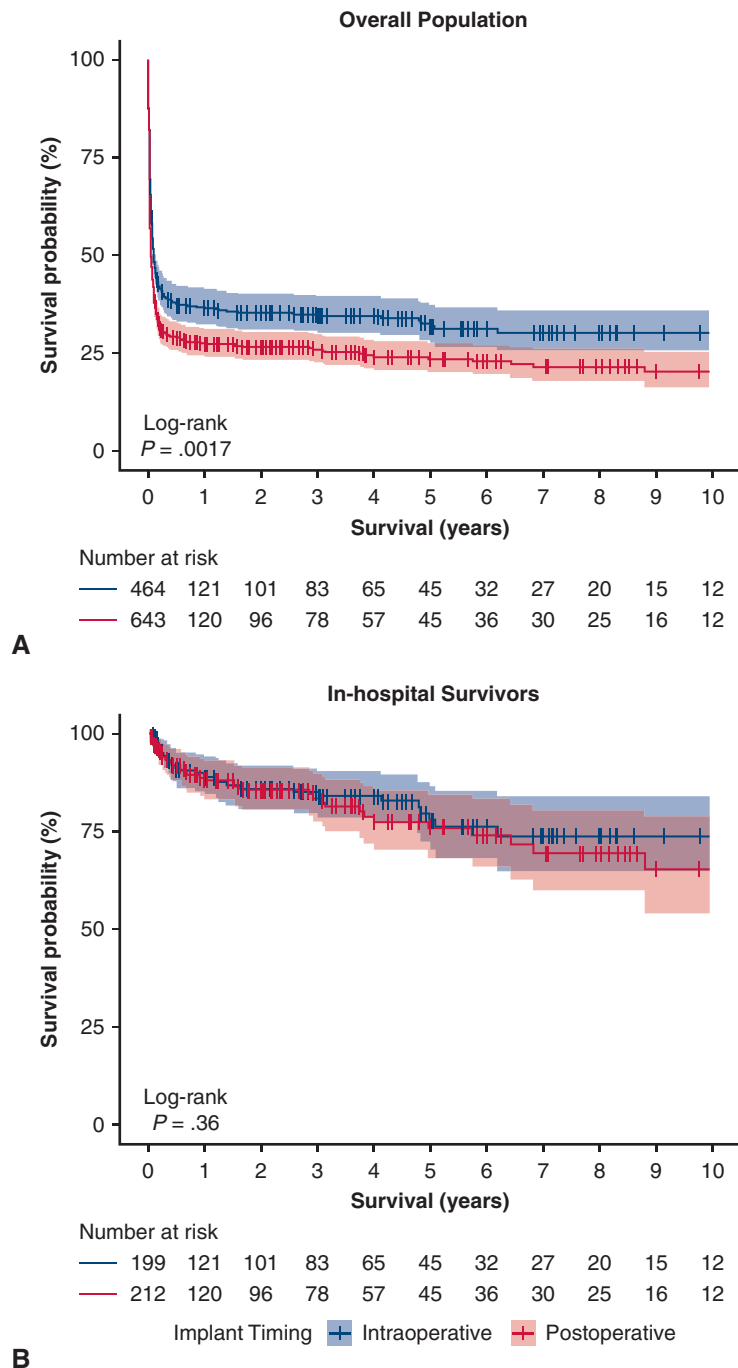 Overall Population
Survival probability (%)
100
75
50
25
0
Log-rank
P = .0017
0 1 2 3 4 5 6 7 8 9 10
Survival (years)
Number at risk
464 121 101 83 65 45 32 27 20 15 12
643 120 96 78 57 45 36 30 25 16 12
A
In-hospital Survivors
Survival probability (%)
100
75
50
25
0
Log-rank
P = .36
0 1 2 3 4 5 6 7 8 9 10
Survival (years)
Number at risk
199 121 101 83 65 45 32 27 20 15 12
212 120 96 78 57 45 36 30 25 16 12
Implant Timing Intraoperative Postoperative
B